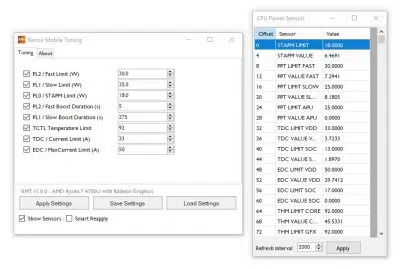 Renoir Mobile Tuning
Tuning About
PL2 / Fast Limit (W) 30.0
PL1 / Slow Limit (W) 25.0
PL0 / STAPM Limit (W) 18.0
PL2 / Fast Boost Duration (s) 5
PL1 / Slow Boost Duration (s) 275
TCTL Temperature Limit 92
TDC / Current Limit (A) 33
EDC / MaxCurrent Limit (A) 50
RMT v1.0.0 - AMD Ryzen 7 4700U with Radeon Graphics
Apply Settings Save Settings Load Settings
Show Sensors Smart Reapply
CPU Power Sensors
Offset Sensor Value
0 STAPM LIMIT 18.0000
4 STAPM VALUE 6.4691
8 PPT LIMIT FAST 30.0000
12 PPT VALUE FAST 7.2941
16 PPT LIMIT SLOW 25.0000
20 PPT VALUE SL... 8.1805
24 PPT LIMIT APU 25.0000
28 PPT VALUE APU 0.0000
32 TDC LIMIT VDD 33.0000
36 TDC VALUE V... 3.7273
40 TDC LIMIT SOC 13.0000
44 TDC VALUE S... 1.8970
48 EDC LIMIT VDD 50.0000
52 EDC VALUE VDD 29.7412
56 EDC LIMIT SOC 17.0000
60 EDC VALUE SOC 0.0000
64 THM LIMIT CORE 92.0000
68 THM VALUE C... 45.5331
72 THM LIMIT GFX 92.0000
Refresh Interval 2000 Apply